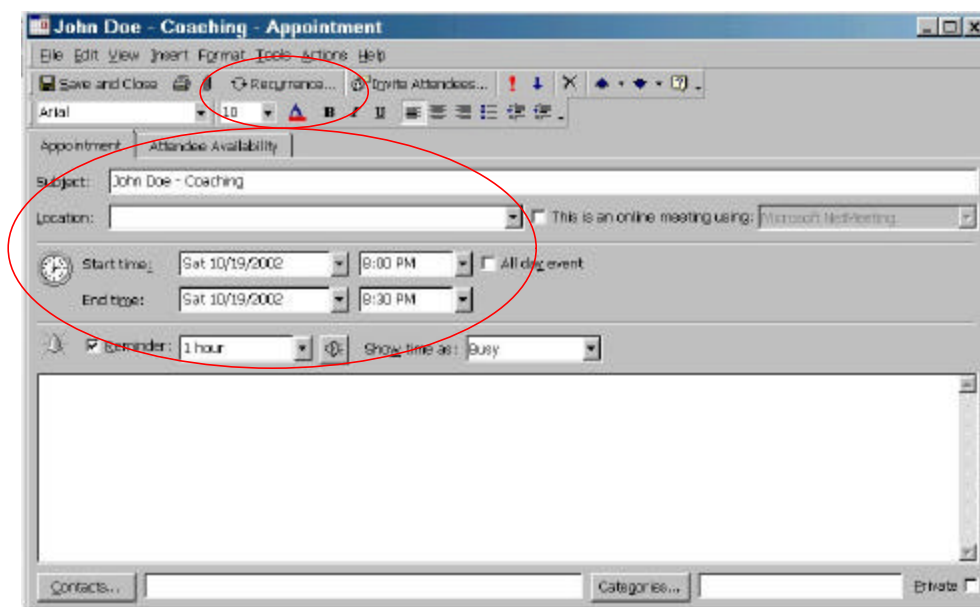 John Doe - Coaching - Appointment
File Edit View Insert Format Tools Actions Help
Save and Close Recurrence... Invite Attendees...
Arial 10 A B I U
Appointment Attendee Availability
Subject: John Doe - Coaching
Location: This is an online meeting using: Microsoft NetMeeting
Start time: Sat 10/19/2002 8:00 PM All day event
End time: Sat 10/19/2002 8:30 PM
Reminder: 1 hour Show time as: Busy
Contacts... Categories... Private